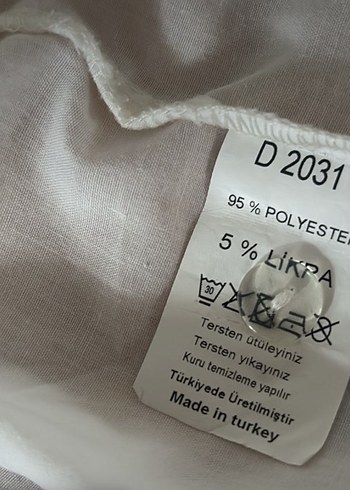 D 2031
95 % POLYESTER
5 % LİKRA
30
Tersten ütüleyiniz
Tersten yıkayınız
Kuru temizleme yapılır
Türkiyede Üretilmiştir
Made in turkey